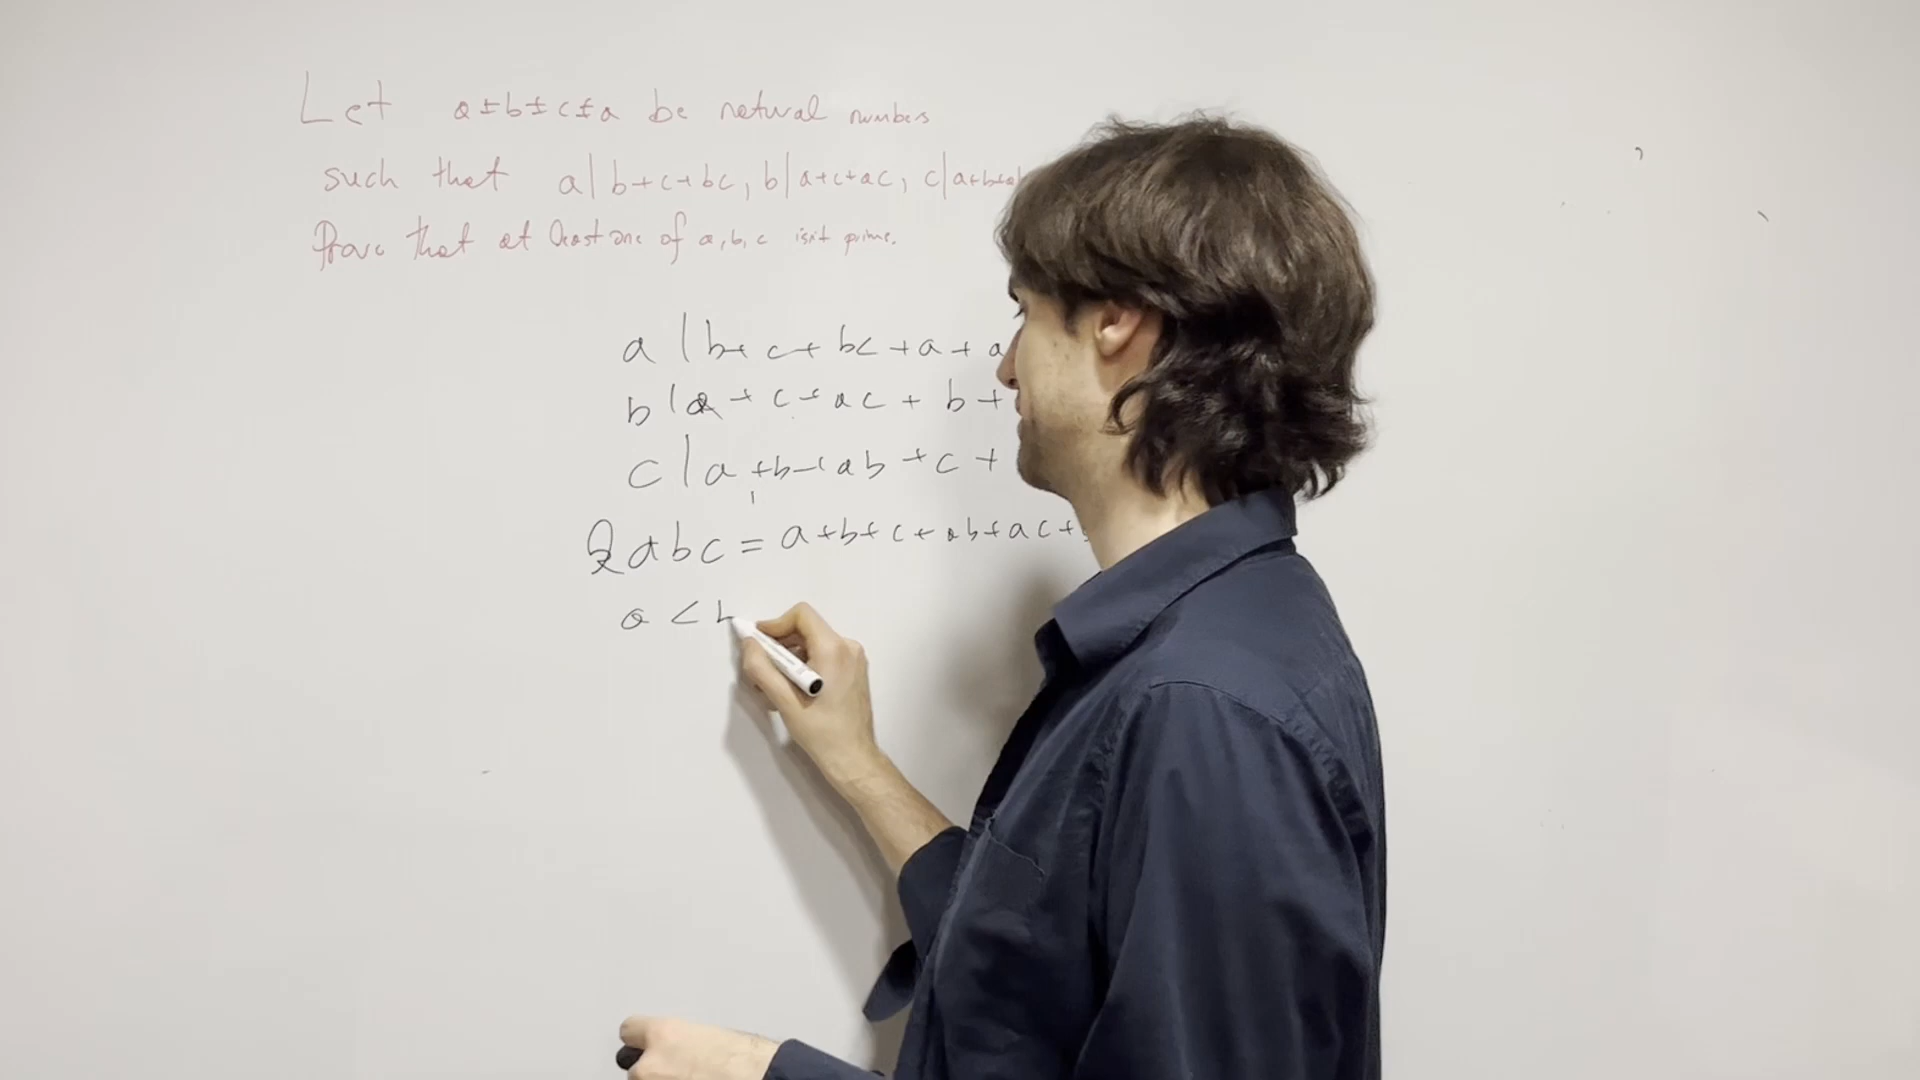 Let a ≠ b ≠ c ≠ a be natural numbers
such that a | b+c+bc, b | a+c+ac, c | a+b+ab
Prove that at least one of a, b, c isn't prime.
a | b + c + bc + a + a
b | a + c + ac + b +
c | a + b + ab + c +
k abc = a + b + c + ab + ac +
a < b